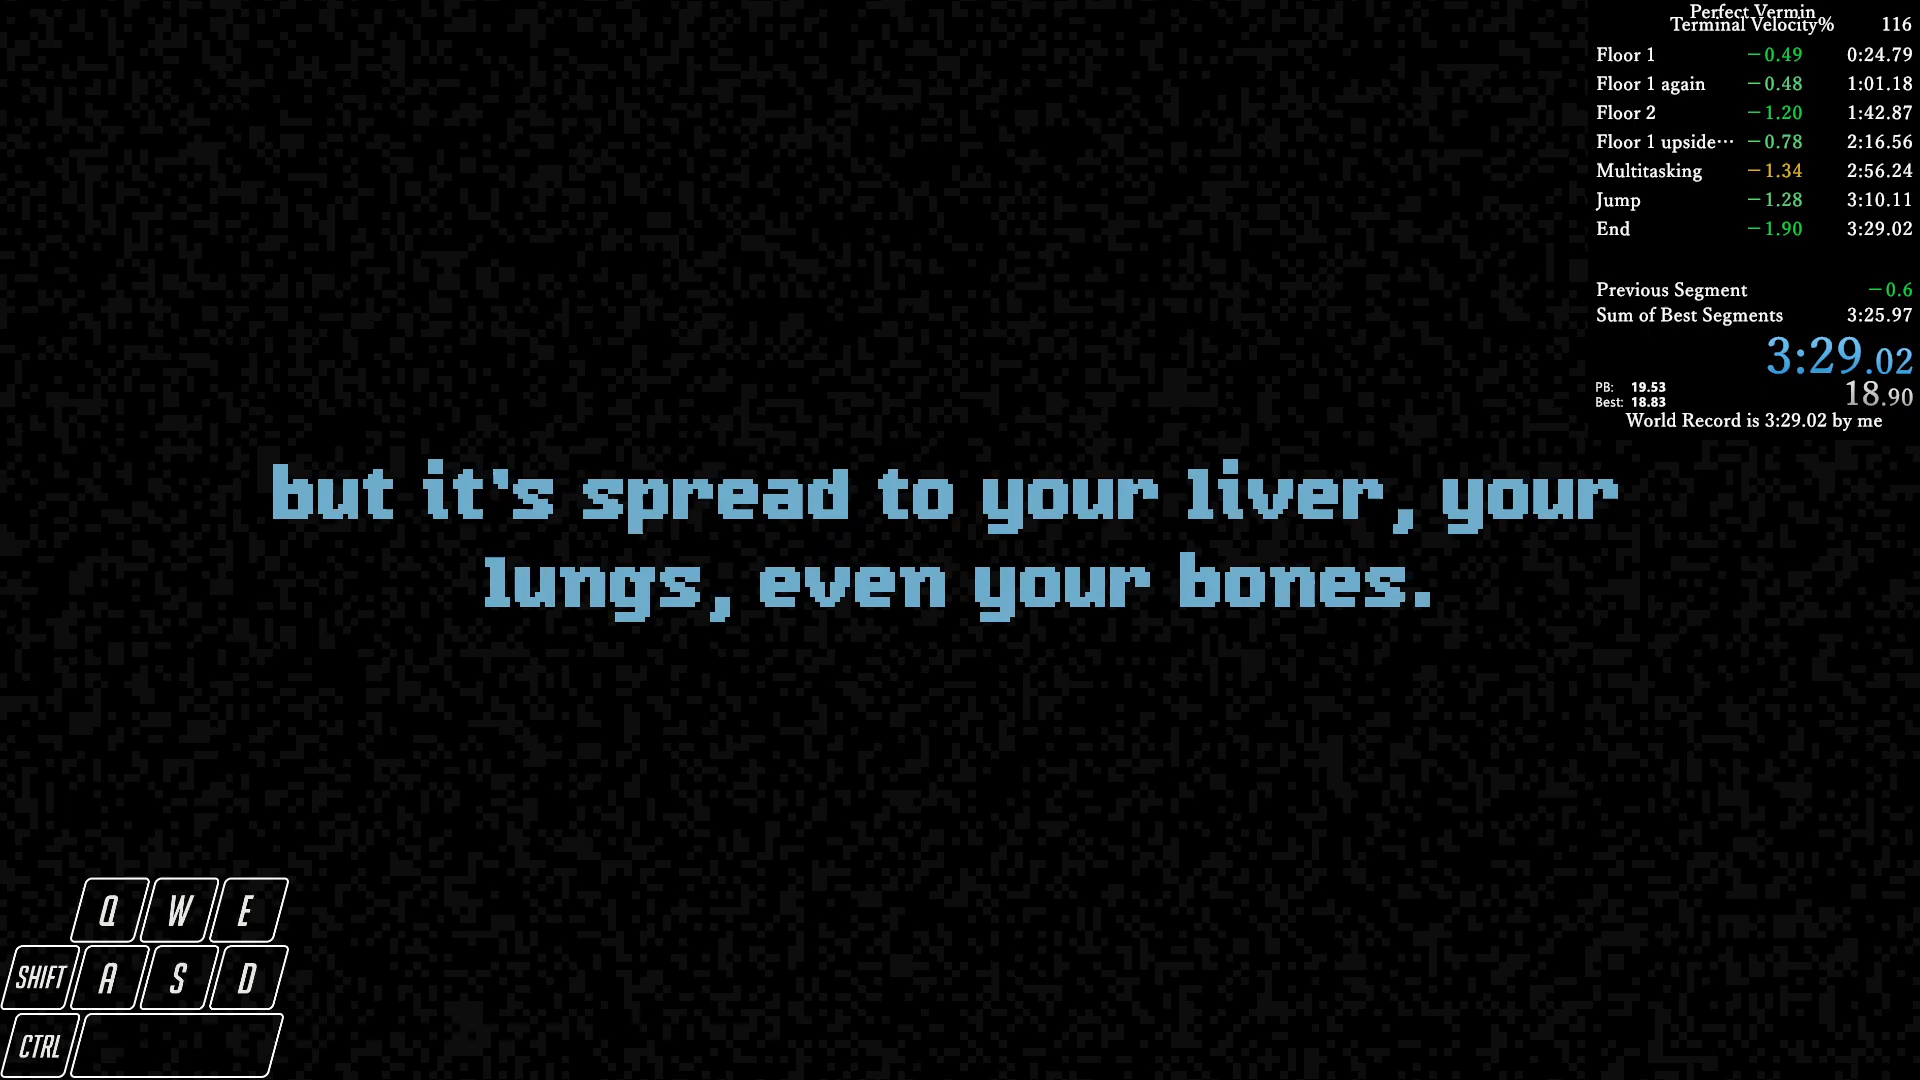 Perfect Vermin
Terminal Velocity% 116
Floor 1 −0.49 0:24.79
Floor 1 again −0.48 1:01.18
Floor 2 −1.20 1:42.87
Floor 1 upside… −0.78 2:16.56
Multitasking −1.34 2:56.24
Jump −1.28 3:10.11
End −1.90 3:29.02
Previous Segment −0.6
Sum of Best Segments 3:25.97
3:29.02
PB: 19.53
Best: 18.83
18.90
World Record is 3:29.02 by me
but it's spread to your liver, your
lungs, even your bones.
Q W E
SHIFT A S D
CTRL